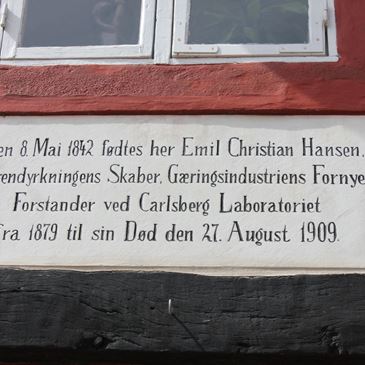 en 8. Mai 1842 fødtes her Emil Christian Hansen,
rendyrkningens Skaber, Gæringsindustriens Fornye
Forstander ved Carlsberg Laboratoriet
fra 1879 til sin Død den 27. August 1909.